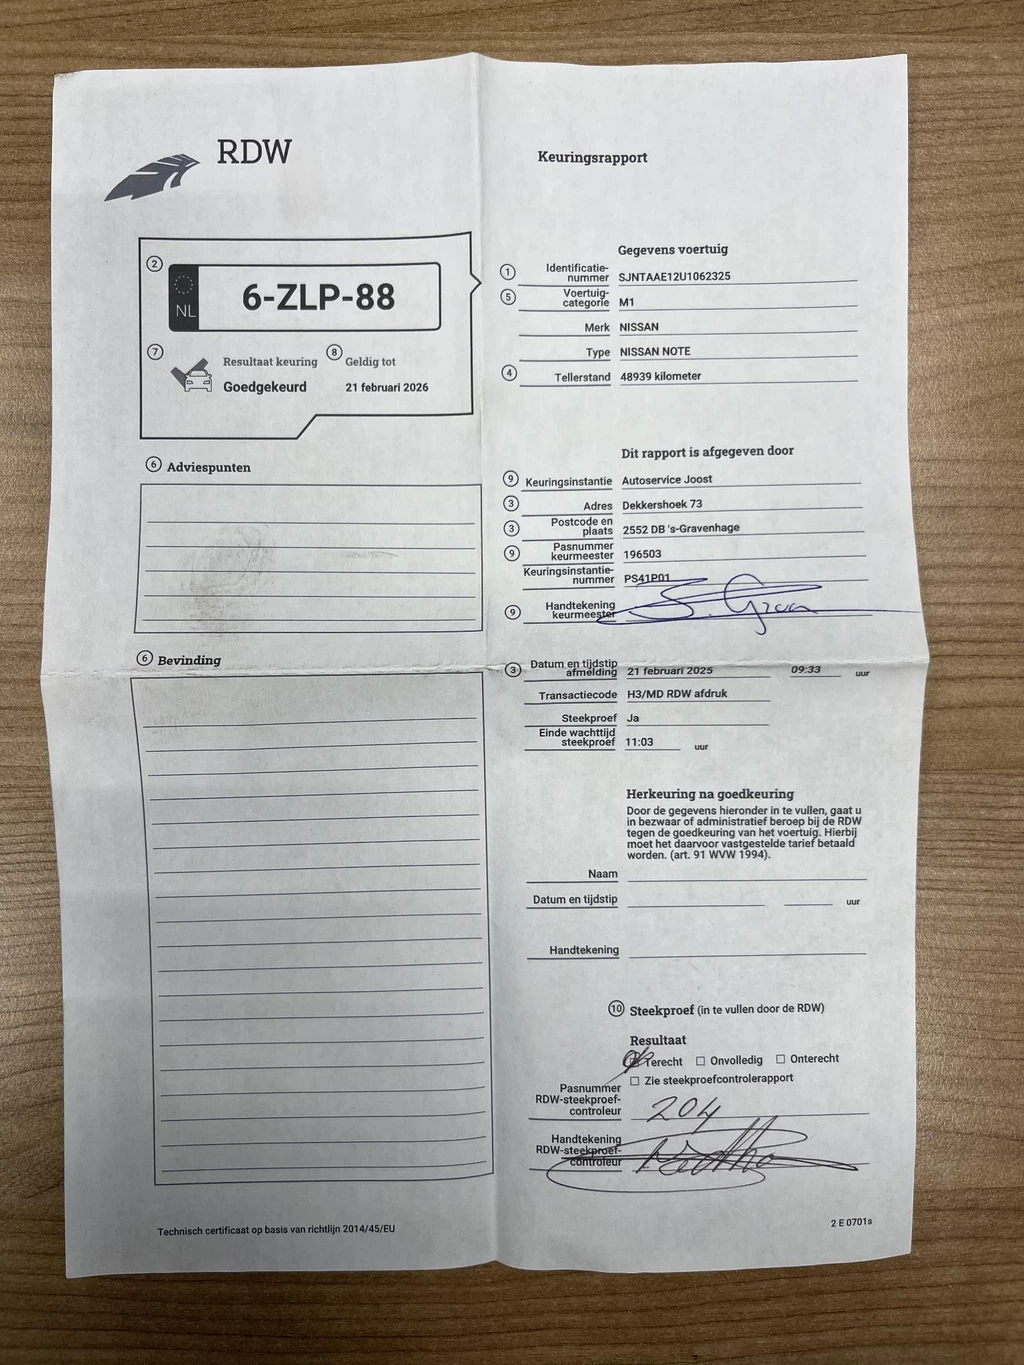 RDW
Keuringsrapport
2
NL
6-ZLP-88
7
Resultaat keuring
Goedgekeurd
8
Geldig tot
21 februari 2026
6 Adviespunten
6 Bevinding
Gegevens voertuig
1 Identificatie-
nummer SJNTAAE12U1062325
5 Voertuig-
categorie M1
Merk NISSAN
Type NISSAN NOTE
4 Tellerstand 48939 kilometer
Dit rapport is afgegeven door
9 Keuringsinstantie Autoservice Joost
3 Adres Dekkershoek 73
3 Postcode en
plaats 2552 DB 's-Gravenhage
9 Pasnummer
keurmeester 196503
Keuringsinstantie-
nummer PS41P01
9 Handtekening
keurmeester
3 Datum en tijdstip
afmelding 21 februari 2025 09:33 uur
Transactiecode H3/MD RDW afdruk
Steekproef Ja
Einde wachttijd
steekproef 11:03 uur
Herkeuring na goedkeuring
Door de gegevens hieronder in te vullen, gaat u
in bezwaar of administratief beroep bij de RDW
tegen de goedkeuring van het voertuig. Hierbij
moet het daarvoor vastgestelde tarief betaald
worden. (art. 91 WVW 1994).
Naam
Datum en tijdstip uur
Handtekening
10 Steekproef (in te vullen door de RDW)
Resultaat
Terecht Onvolledig Onterecht
Zie steekproefcontrolerapport
Pasnummer
RDW-steekproef-
controleur 204
Handtekening
RDW-steekproef-
controleur
Technisch certificaat op basis van richtlijn 2014/45/EU
2 E 0701s